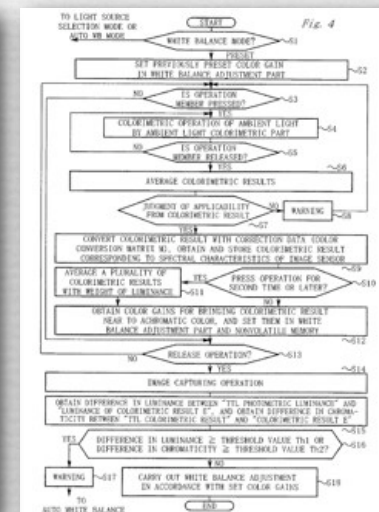 TO LIGHT SOURCE
SELECTION MODE OR
AUTO WB MODE
START
Fig. 4
WHITE BALANCE MODE?
S1
PRESET
SET PREVIOUSLY PRESET COLOR GAIN
IN WHITE BALANCE ADJUSTMENT PART
S2
NO
IS OPERATION
MEMBER PRESSED?
S3
YES
COLORIMETRIC OPERATION OF AMBIENT LIGHT
BY AMBIENT LIGHT COLORIMETRIC PART
S4
NO
IS OPERATION
MEMBER RELEASED?
S5
YES
S6
AVERAGE COLORIMETRIC RESULTS
JUDGMENT OF APPLICABILITY
FROM COLORIMETRIC RESULT
NO
WARNING
S7
S8
YES
CONVERT COLORIMETRIC RESULT WITH CORRECTION DATA (COLOR
CONVERSION MATRIX M), OBTAIN AND STORE COLORIMETRIC RESULT
CORRESPONDING TO SPECTRAL CHARACTERISTICS OF IMAGE SENSOR
S9
AVERAGE A PLURALITY OF
COLORIMETRIC RESULTS
WITH WEIGHT OF LUMINANCE
YES
PRESS OPERATION FOR
SECOND TIME OR LATER?
S10
S11
NO
OBTAIN COLOR GAINS FOR BRINGING COLORIMETRIC RESULT
NEAR TO ACHROMATIC COLOR, AND SET THEM IN WHITE
BALANCE ADJUSTMENT PART AND NONVOLATILE MEMORY
S12
NO
RELEASE OPERATION?
S13
YES
S14
IMAGE CAPTURING OPERATION
OBTAIN DIFFERENCE IN LUMINANCE BETWEEN "TTL PHOTOMETRIC LUMINANCE" AND
"LUMINANCE OF COLORIMETRIC RESULT E", AND OBTAIN DIFFERENCE IN CHROMA-
TICITY BETWEEN "TTL COLORIMETRIC RESULT" AND "COLORIMETRIC RESULT E"
S15
YES
DIFFERENCE IN LUMINANCE ≥ THRESHOLD VALUE Th1 OR
DIFFERENCE IN CHROMATICITY ≥ THRESHOLD VALUE Th2?
S16
NO
WARNING
S17
CARRY OUT WHITE BALANCE ADJUSTMENT
IN ACCORDANCE WITH SET COLOR GAINS
S18
TO
AUTO WHITE BALANCE
END